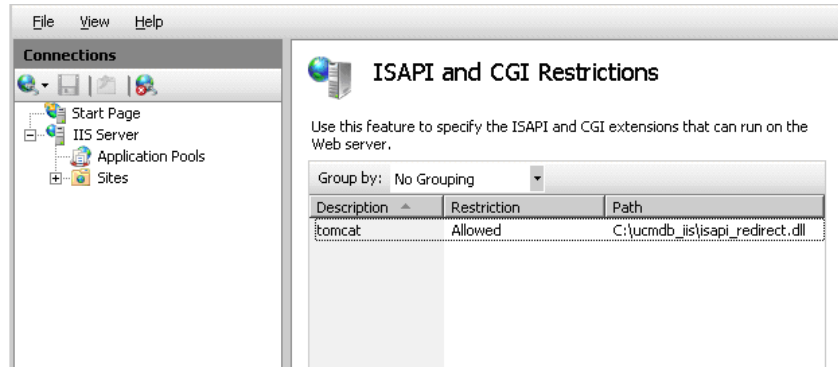 File View Help
Connections
Start Page
IIS Server
Application Pools
Sites
ISAPI and CGI Restrictions
Use this feature to specify the ISAPI and CGI extensions that can run on the
Web server.
Group by: No Grouping
Description Restriction Path
tomcat Allowed C:\ucmdb_iis\isapi_redirect.dll